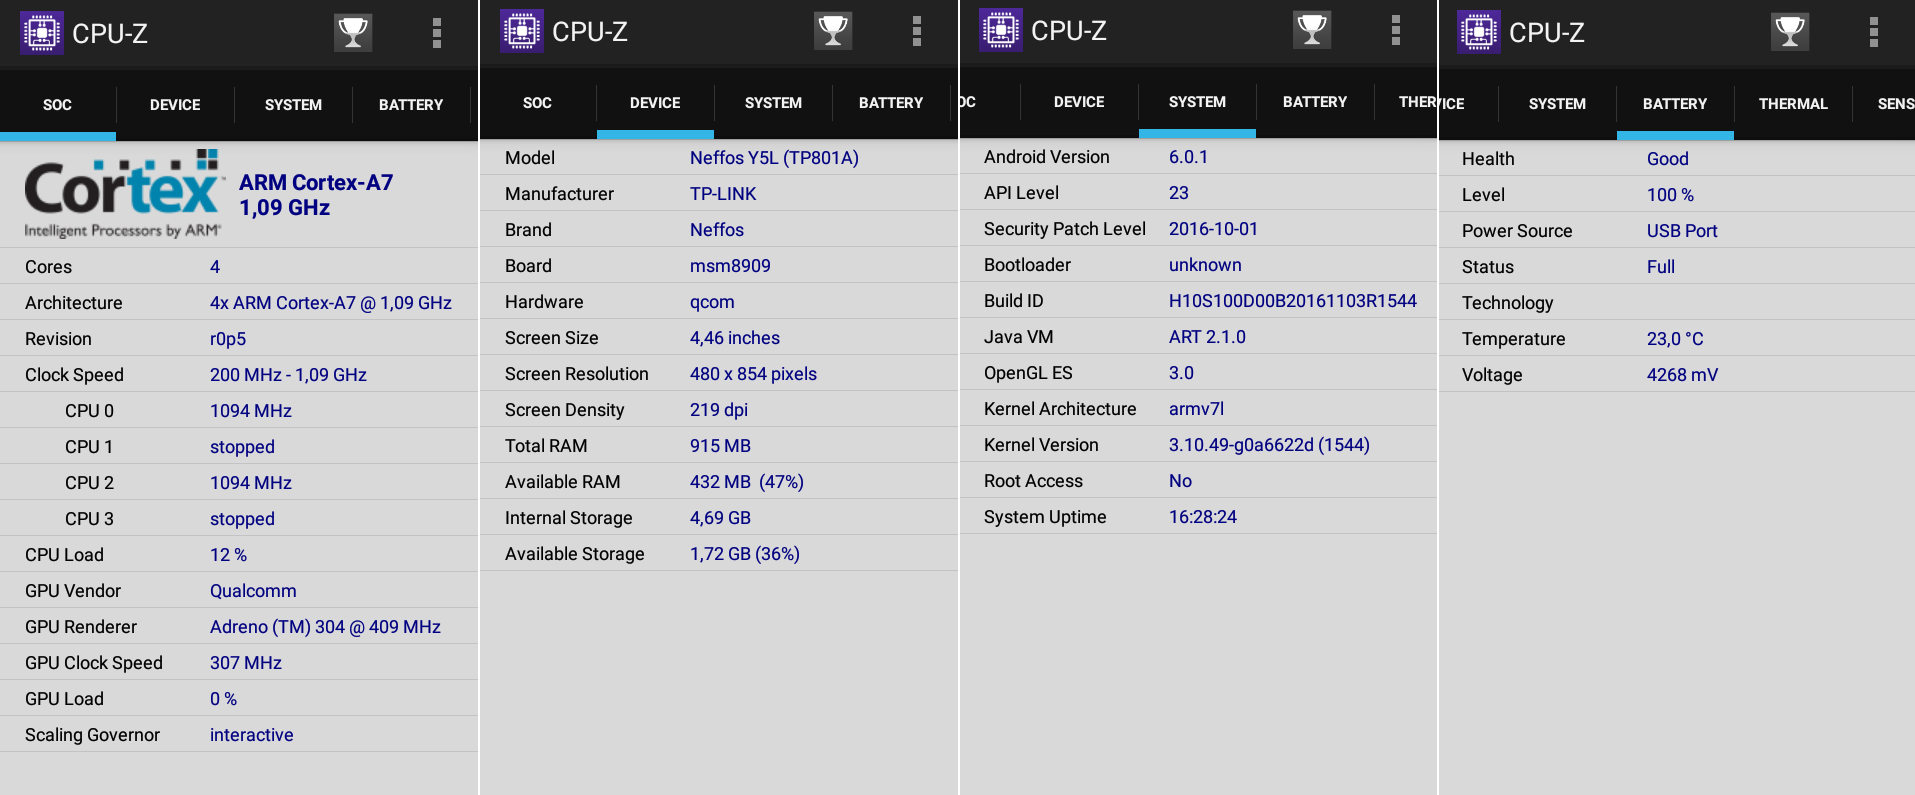 CPU-Z
SOC DEVICE SYSTEM BATTERY
Cortex
Intelligent Processors by ARM®
ARM Cortex-A7
1,09 GHz
Cores 4
Architecture 4x ARM Cortex-A7 @ 1,09 GHz
Revision r0p5
Clock Speed 200 MHz - 1,09 GHz
CPU 0 1094 MHz
CPU 1 stopped
CPU 2 1094 MHz
CPU 3 stopped
CPU Load 12 %
GPU Vendor Qualcomm
GPU Renderer Adreno (TM) 304 @ 409 MHz
GPU Clock Speed 307 MHz
GPU Load 0 %
Scaling Governor interactive
CPU-Z
SOC DEVICE SYSTEM BATTERY
Model Neffos Y5L (TP801A)
Manufacturer TP-LINK
Brand Neffos
Board msm8909
Hardware qcom
Screen Size 4,46 inches
Screen Resolution 480 x 854 pixels
Screen Density 219 dpi
Total RAM 915 MB
Available RAM 432 MB (47%)
Internal Storage 4,69 GB
Available Storage 1,72 GB (36%)
CPU-Z
OC DEVICE SYSTEM BATTERY THER
Android Version 6.0.1
API Level 23
Security Patch Level 2016-10-01
Bootloader unknown
Build ID H10S100D00B20161103R1544
Java VM ART 2.1.0
OpenGL ES 3.0
Kernel Architecture armv7l
Kernel Version 3.10.49-g0a6622d (1544)
Root Access No
System Uptime 16:28:24
CPU-Z
ICE SYSTEM BATTERY THERMAL SENS
Health Good
Level 100 %
Power Source USB Port
Status Full
Technology
Temperature 23,0 °C
Voltage 4268 mV